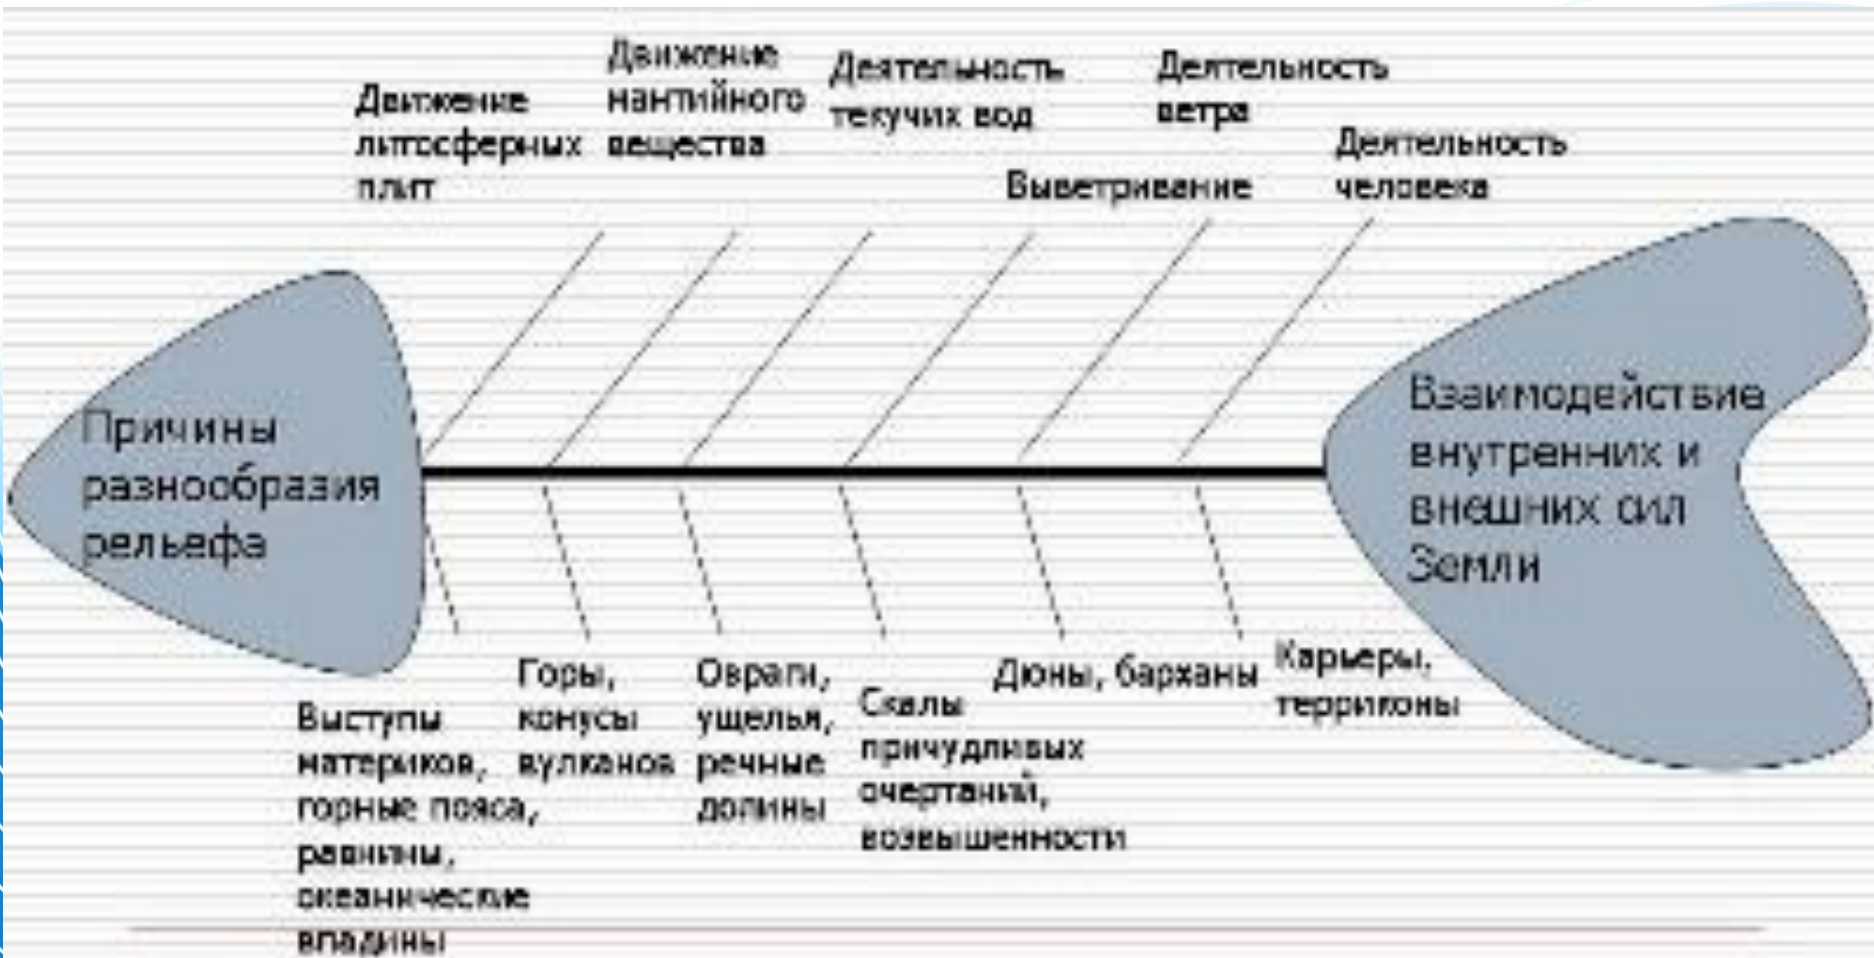 Движение
литосферных
плит
Движение
мантийного
вещества
Деятельность
текучих вод
Выветривание
Деятельность
ветра
Деятельность
человека
Причины
разнообразия
рельефа
Взаимодействие
внутренних и
внешних сил
Земли
Выступы
материков,
горные пояса,
равнины,
океанические
впадины
Горы,
конусы
вулканов
Овраги,
ущелья,
речные
долины
Скалы
причудливых
очертаний,
возвышенности
Дюны, барханы
Карьеры,
терриконы